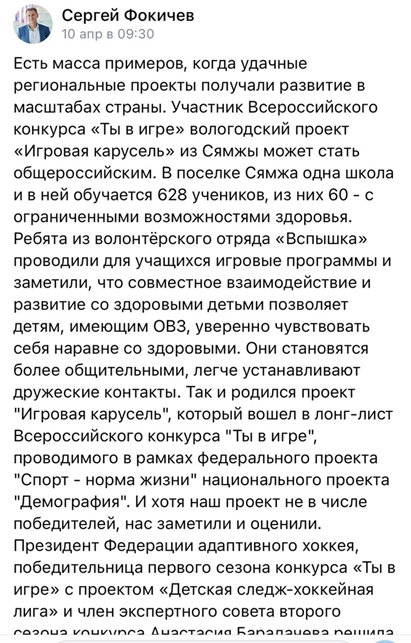 Сергей Фокичев
10 апр в 09:30
Есть масса примеров, когда удачные
региональные проекты получали развитие в
масштабах страны. Участник Всероссийского
конкурса «Ты в игре» вологодский проект
«Игровая карусель» из Сямжы может стать
общероссийским. В поселке Сямжа одна школа
и в ней обучается 628 учеников, из них 60 - с
ограниченными возможностями здоровья.
Ребята из волонтёрского отряда «Вспышка»
проводили для учащихся игровые программы и
заметили, что совместное взаимодействие и
развитие со здоровыми детьми позволяет
детям, имеющим ОВЗ, уверенно чувствовать
себя наравне со здоровыми. Они становятся
более общительными, легче устанавливают
дружеские контакты. Так и родился проект
"Игровая карусель", который вошел в лонг-лист
Всероссийского конкурса "Ты в игре",
проводимого в рамках федерального проекта
"Спорт - норма жизни" национального проекта
"Демография". И хотя наш проект не в числе
победителей, нас заметили и оценили.
Президент Федерации адаптивного хоккея,
победительница первого сезона конкурса «Ты в
игре» с проектом «Детская следж-хоккейная
лига» и член экспертного совета второго
сезона конкурса Анастасия Барадачева решила